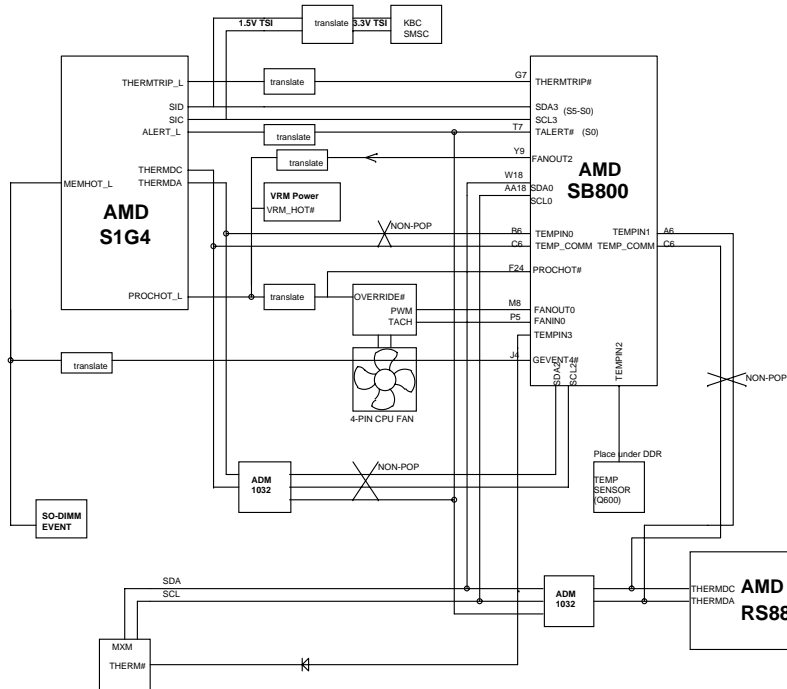 1.5V TSI
translate
3.3V TSI
KBC
SMSC
THERMTRIP_L
translate
G7
THERMTRIP#
SID
SDA3
(S5-S0)
SIC
SCL3
ALERT_L
translate
T7
TALERT#
(S0)
translate
Y9
FANOUT2
THERMDC
THERMDA
MEMHOT_L
AMD
S1G4
VRM Power
VRM_HOT#
W18
AA18
SDA0
SCL0
AMD
SB800
NON-POP
B6
TEMPIN0
TEMPIN1
A6
C6
TEMP_COMM
TEMP_COMM
C6
F24
PROCHOT#
PROCHOT_L
translate
OVERRIDE#
PWM
TACH
M8
FANOUT0
P5
FANIN0
TEMPIN3
translate
J4
GEVENT4#
SDA2
SCL2
TEMPIN2
NON-POP
4-PIN CPU FAN
ADM
1032
NON-POP
Place under DDR
TEMP
SENSOR
(Q600)
SO-DIMM
EVENT
SDA
SCL
ADM
1032
THERMDC
THERMDA
AMD
RS88
MXM
THERM#